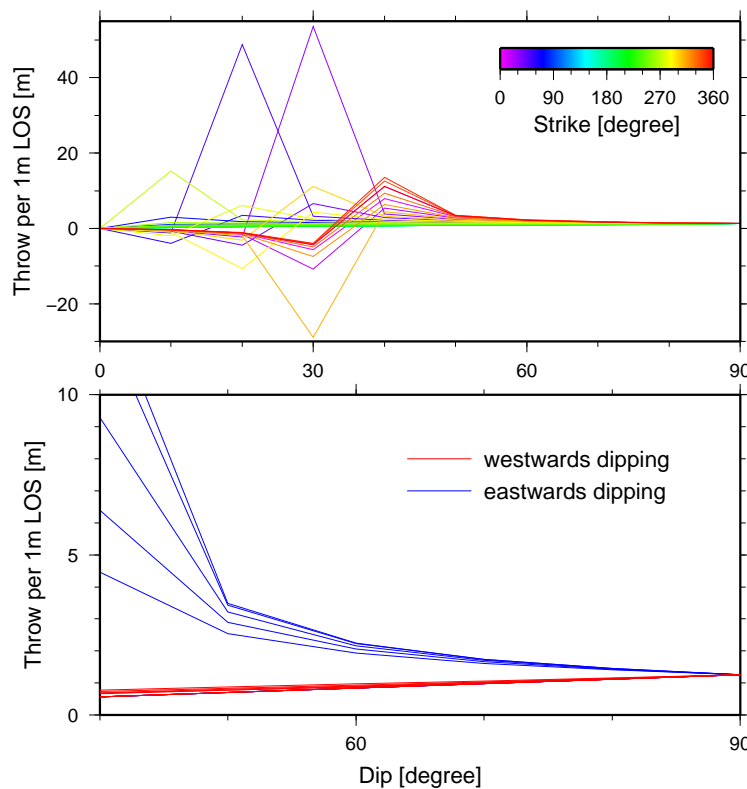 Throw per 1m LOS [m]
40
20
0
−20
0 90 180 270 360
Strike [degree]
0 30 60 90
Throw per 1m LOS [m]
10
5
0
westwards dipping
eastwards dipping
60 90
Dip [degree]